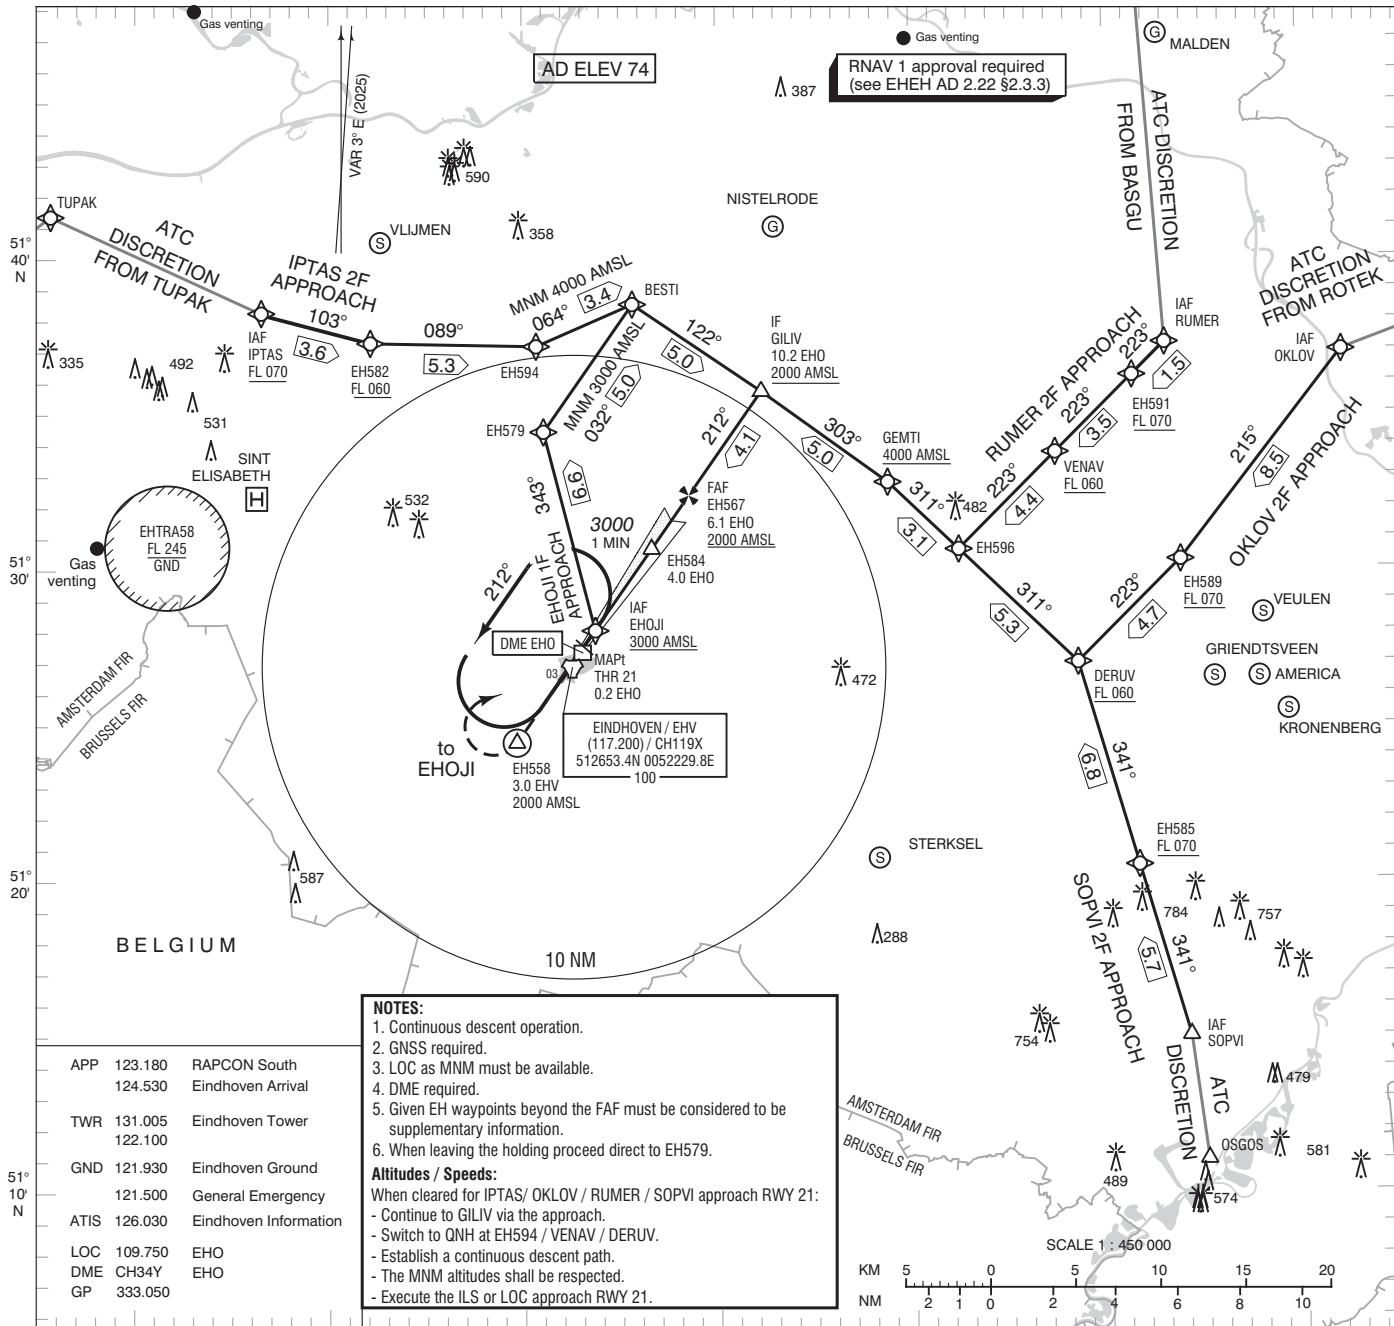 Gas venting
AD ELEV 74
Gas venting
RNAV 1 approval required
(see EHEH AD 2.22 §2.3.3)
G
MALDEN
VAR 3° E (2025)
387
590
ATC DISCRETION
FROM BASGU
TUPAK
NISTELRODE
G
S
VLIJMEN
358
51°
40'
N
ATC
DISCRETION
FROM TUPAK
IPTAS 2F
APPROACH
MNM 4000 AMSL
064°
3.4
BESTI
ATC
DISCRETION
FROM ROTEK
IAF
RUMER
IAF
OKLOV
103°
3.6
089°
5.3
122°
5.0
IF
GILIV
10.2 EHO
2000 AMSL
335
492
531
IAF
IPTAS
FL 070
EH582
FL 060
EH594
MNM 3000 AMSL
032°
5.0
RUMER 2F APPROACH
223°
1.5
EH591
FL 070
223°
3.5
VENAV
FL 060
223°
4.4
215°
8.5
OKLOV 2F APPROACH
EH579
212°
4.1
303°
5.0
GEMTI
4000 AMSL
SINT
ELISABETH
H
343°
6.6
532
FAF
EH567
6.1 EHO
2000 AMSL
311°
3.1
482
EH596
EHTRA58
FL 245
GND
Gas
venting
3000
1 MIN
EH584
4.0 EHO
51°
30'
212°
EHOJI 1F
APPROACH
311°
5.3
223°
4.7
EH589
FL 070
S
VEULEN
IAF
EHOJI
3000 AMSL
DME EHO
03
MAPt
THR 21
0.2 EHO
472
DERUV
FL 060
GRIENDTSVEEN
S
S
AMERICA
S
KRONENBERG
AMSTERDAM FIR
BRUSSELS FIR
EINDHOVEN / EHV
(117.200) / CH119X
512653.4N 0052229.8E
100
to
EHOJI
EH558
3.0 EHV
2000 AMSL
341°
6.8
EH585
FL 070
S
STERKSEL
51°
20'
587
784
757
288
BELGIUM
10 NM
SOPVI 2F APPROACH
341°
5.7
754
IAF
SOPVI
479
ATC
DISCRETION
OSGOS
581
489
574
AMSTERDAM FIR
BRUSSELS FIR
51°
10'
N
NOTES:
1. Continuous descent operation.
2. GNSS required.
3. LOC as MNM must be available.
4. DME required.
5. Given EH waypoints beyond the FAF must be considered to be
supplementary information.
6. When leaving the holding proceed direct to EH579.
Altitudes / Speeds:
When cleared for IPTAS/ OKLOV / RUMER / SOPVI approach RWY 21:
- Continue to GILIV via the approach.
- Switch to QNH at EH594 / VENAV / DERUV.
- Establish a continuous descent path.
- The MNM altitudes shall be respected.
- Execute the ILS or LOC approach RWY 21.
APP 123.180 RAPCON South
124.530 Eindhoven Arrival
TWR 131.005 Eindhoven Tower
122.100
GND 121.930 Eindhoven Ground
121.500 General Emergency
ATIS 126.030 Eindhoven Information
LOC 109.750 EHO
DME CH34Y EHO
GP 333.050
SCALE 1 : 450 000
KM 5 0 5 10 15 20
NM 2 1 0 2 4 6 8 10